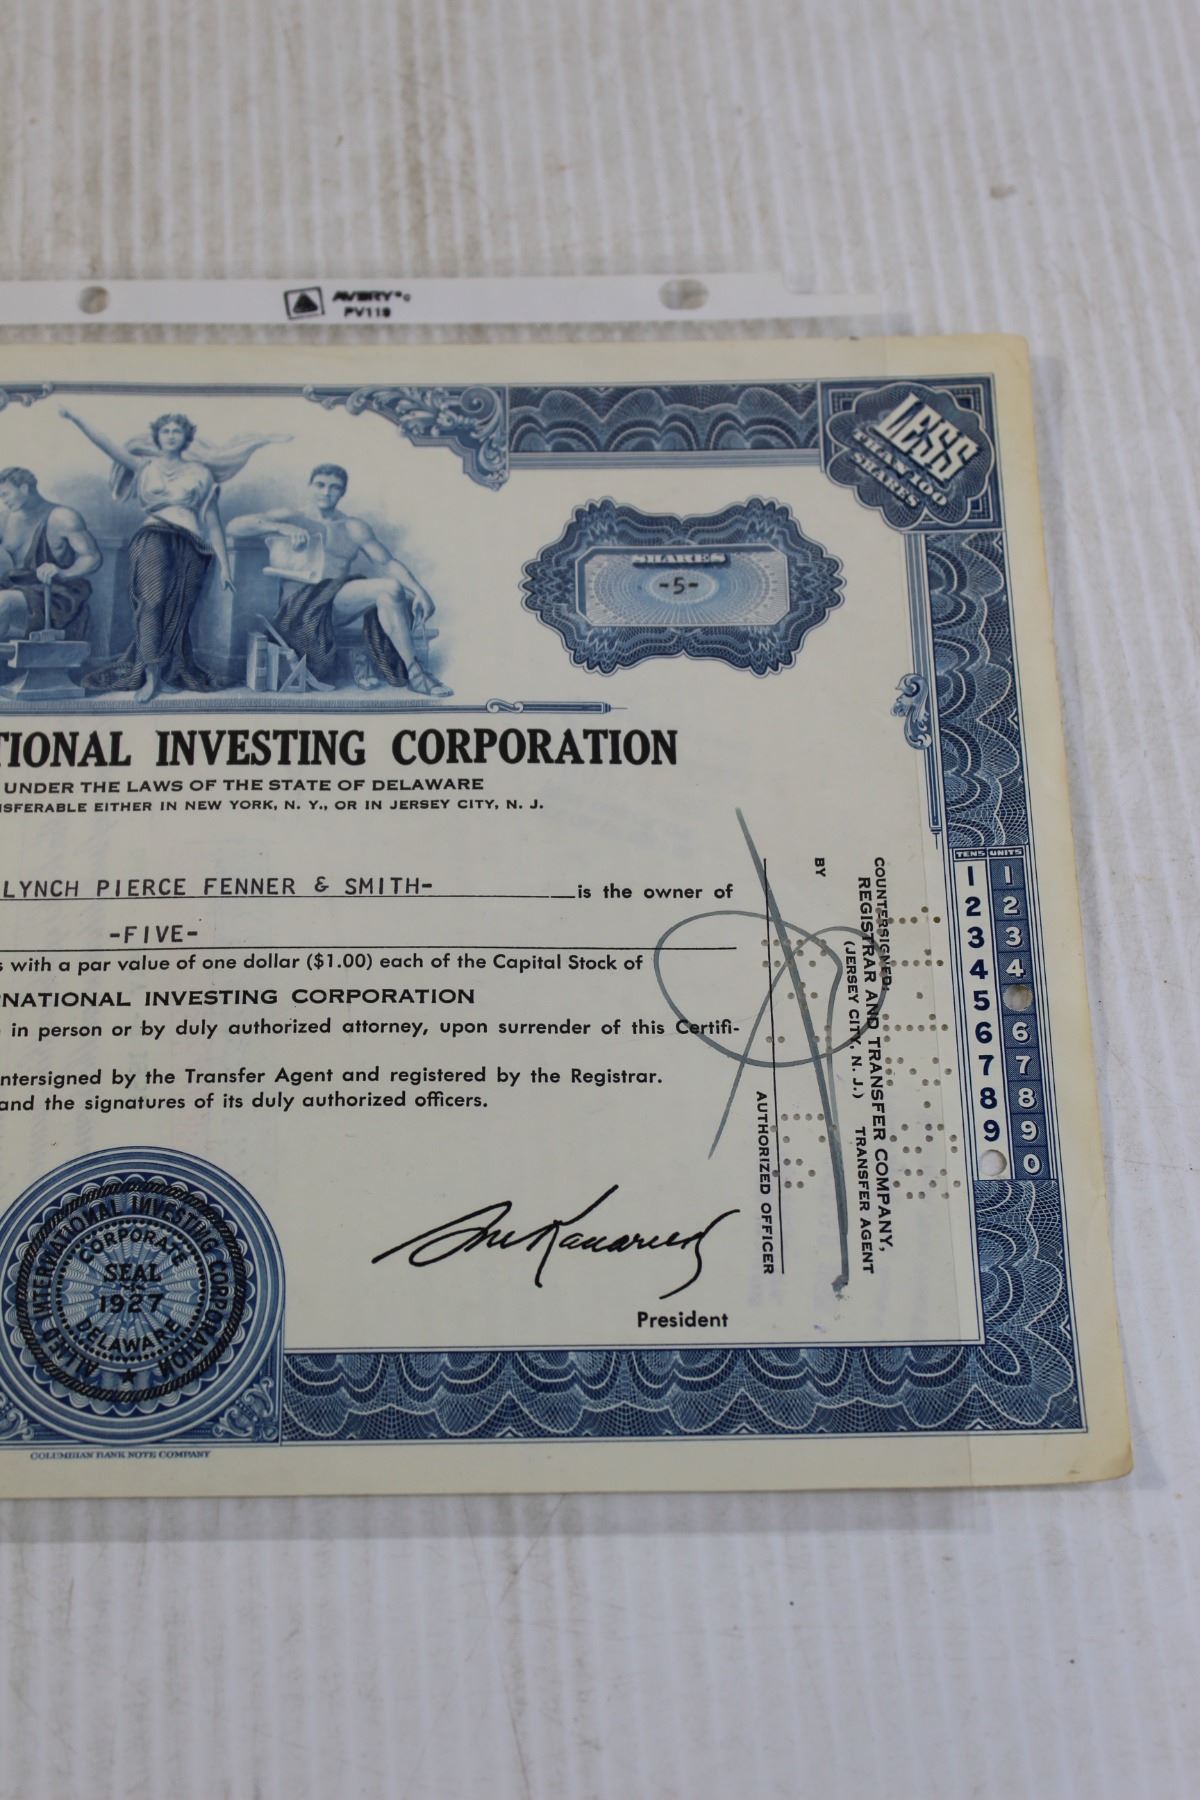 AVERY®
PV119
LESS
THAN 100
SHARES
SHARES
-5-
TIONAL INVESTING CORPORATION
UNDER THE LAWS OF THE STATE OF DELAWARE
SFERABLE EITHER IN NEW YORK, N. Y., OR IN JERSEY CITY, N. J.
LYNCH PIERCE FENNER & SMITH- is the owner of
-FIVE-
s with a par value of one dollar ($1.00) each of the Capital Stock of
RNATIONAL INVESTING CORPORATION
in person or by duly authorized attorney, upon surrender of this Certifi-
ntersigned by the Transfer Agent and registered by the Registrar.
and the signatures of its duly authorized officers.
COUNTERSIGNED:
REGISTRAR AND TRANSFER COMPANY,
(JERSEY CITY, N. J.) TRANSFER AGENT
BY
AUTHORIZED OFFICER
TENS UNITS
1 1
2 2
3 3
4 4
5
6 6
7 7
8 8
9 9
0
ALLIED INTERNATIONAL INVESTING CORPORATION
CORPORATE
SEAL
1927
DELAWARE
President
COLUMBIAN BANK NOTE COMPANY